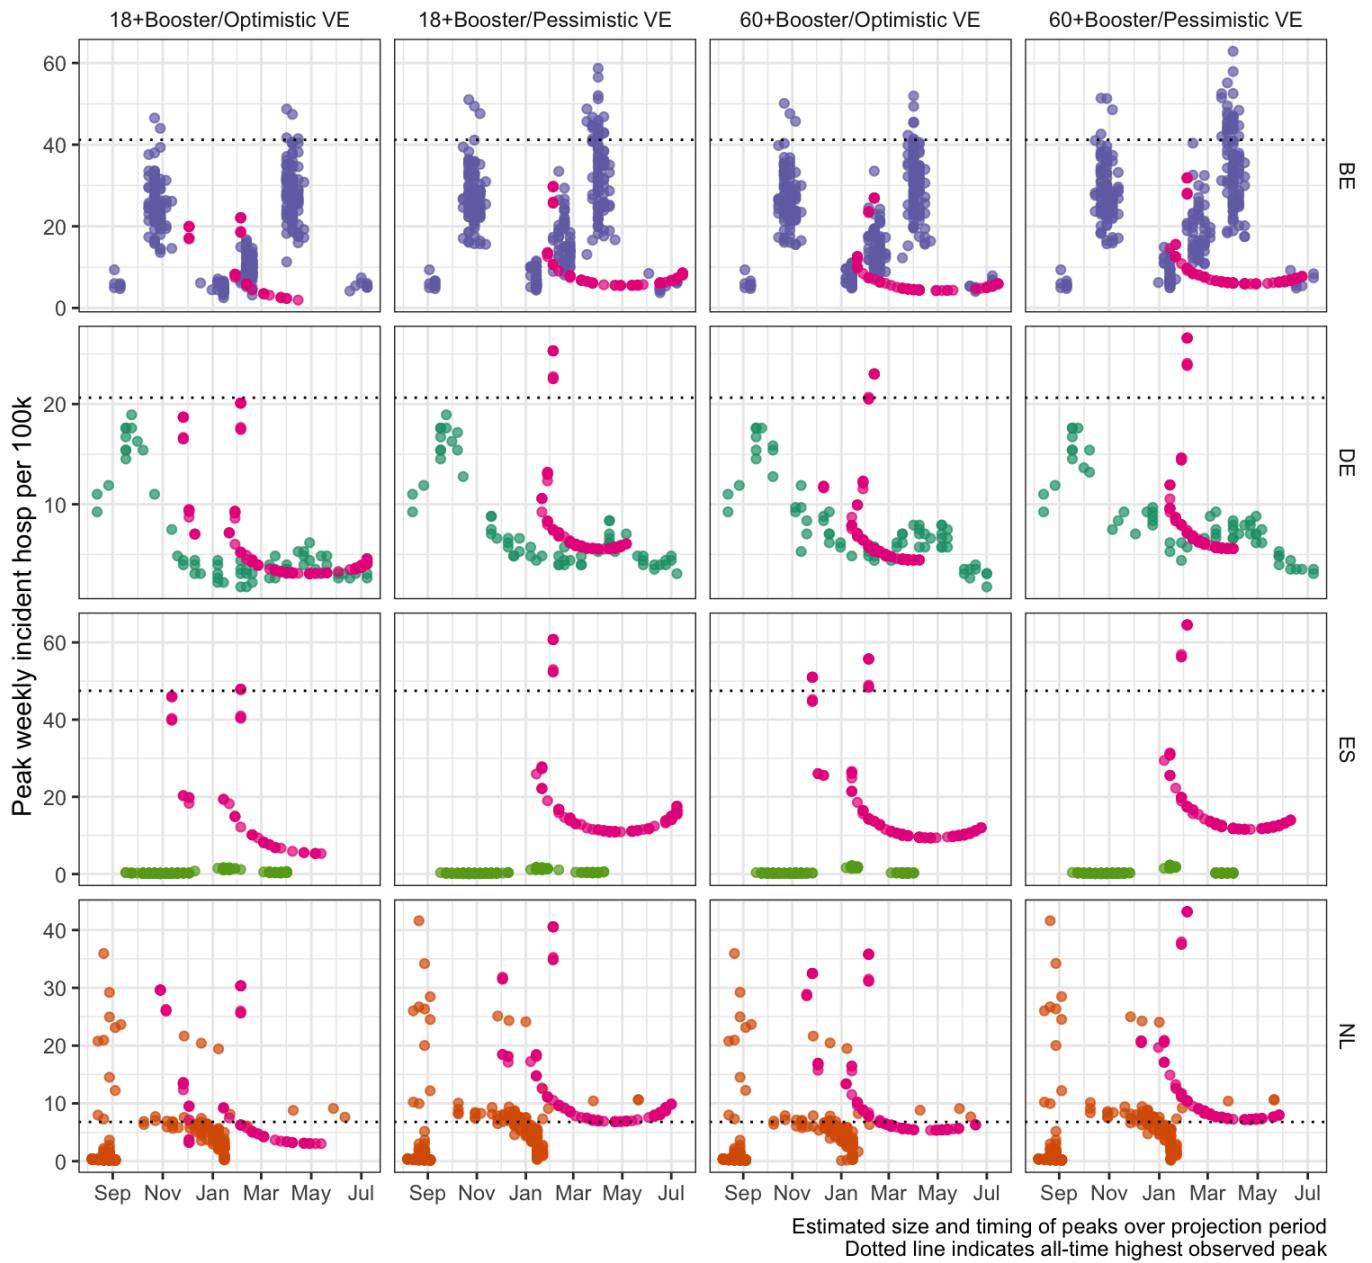 18+Booster/Optimistic VE 18+Booster/Pessimistic VE 60+Booster/Optimistic VE 60+Booster/Pessimistic VE
Peak weekly incident hosp per 100k
60
40
20
0
BE
20
10
DE
60
40
20
0
ES
40
30
20
10
0
NL
Sep Nov Jan Mar May Jul Sep Nov Jan Mar May Jul Sep Nov Jan Mar May Jul Sep Nov Jan Mar May Jul
Estimated size and timing of peaks over projection period
Dotted line indicates all-time highest observed peak